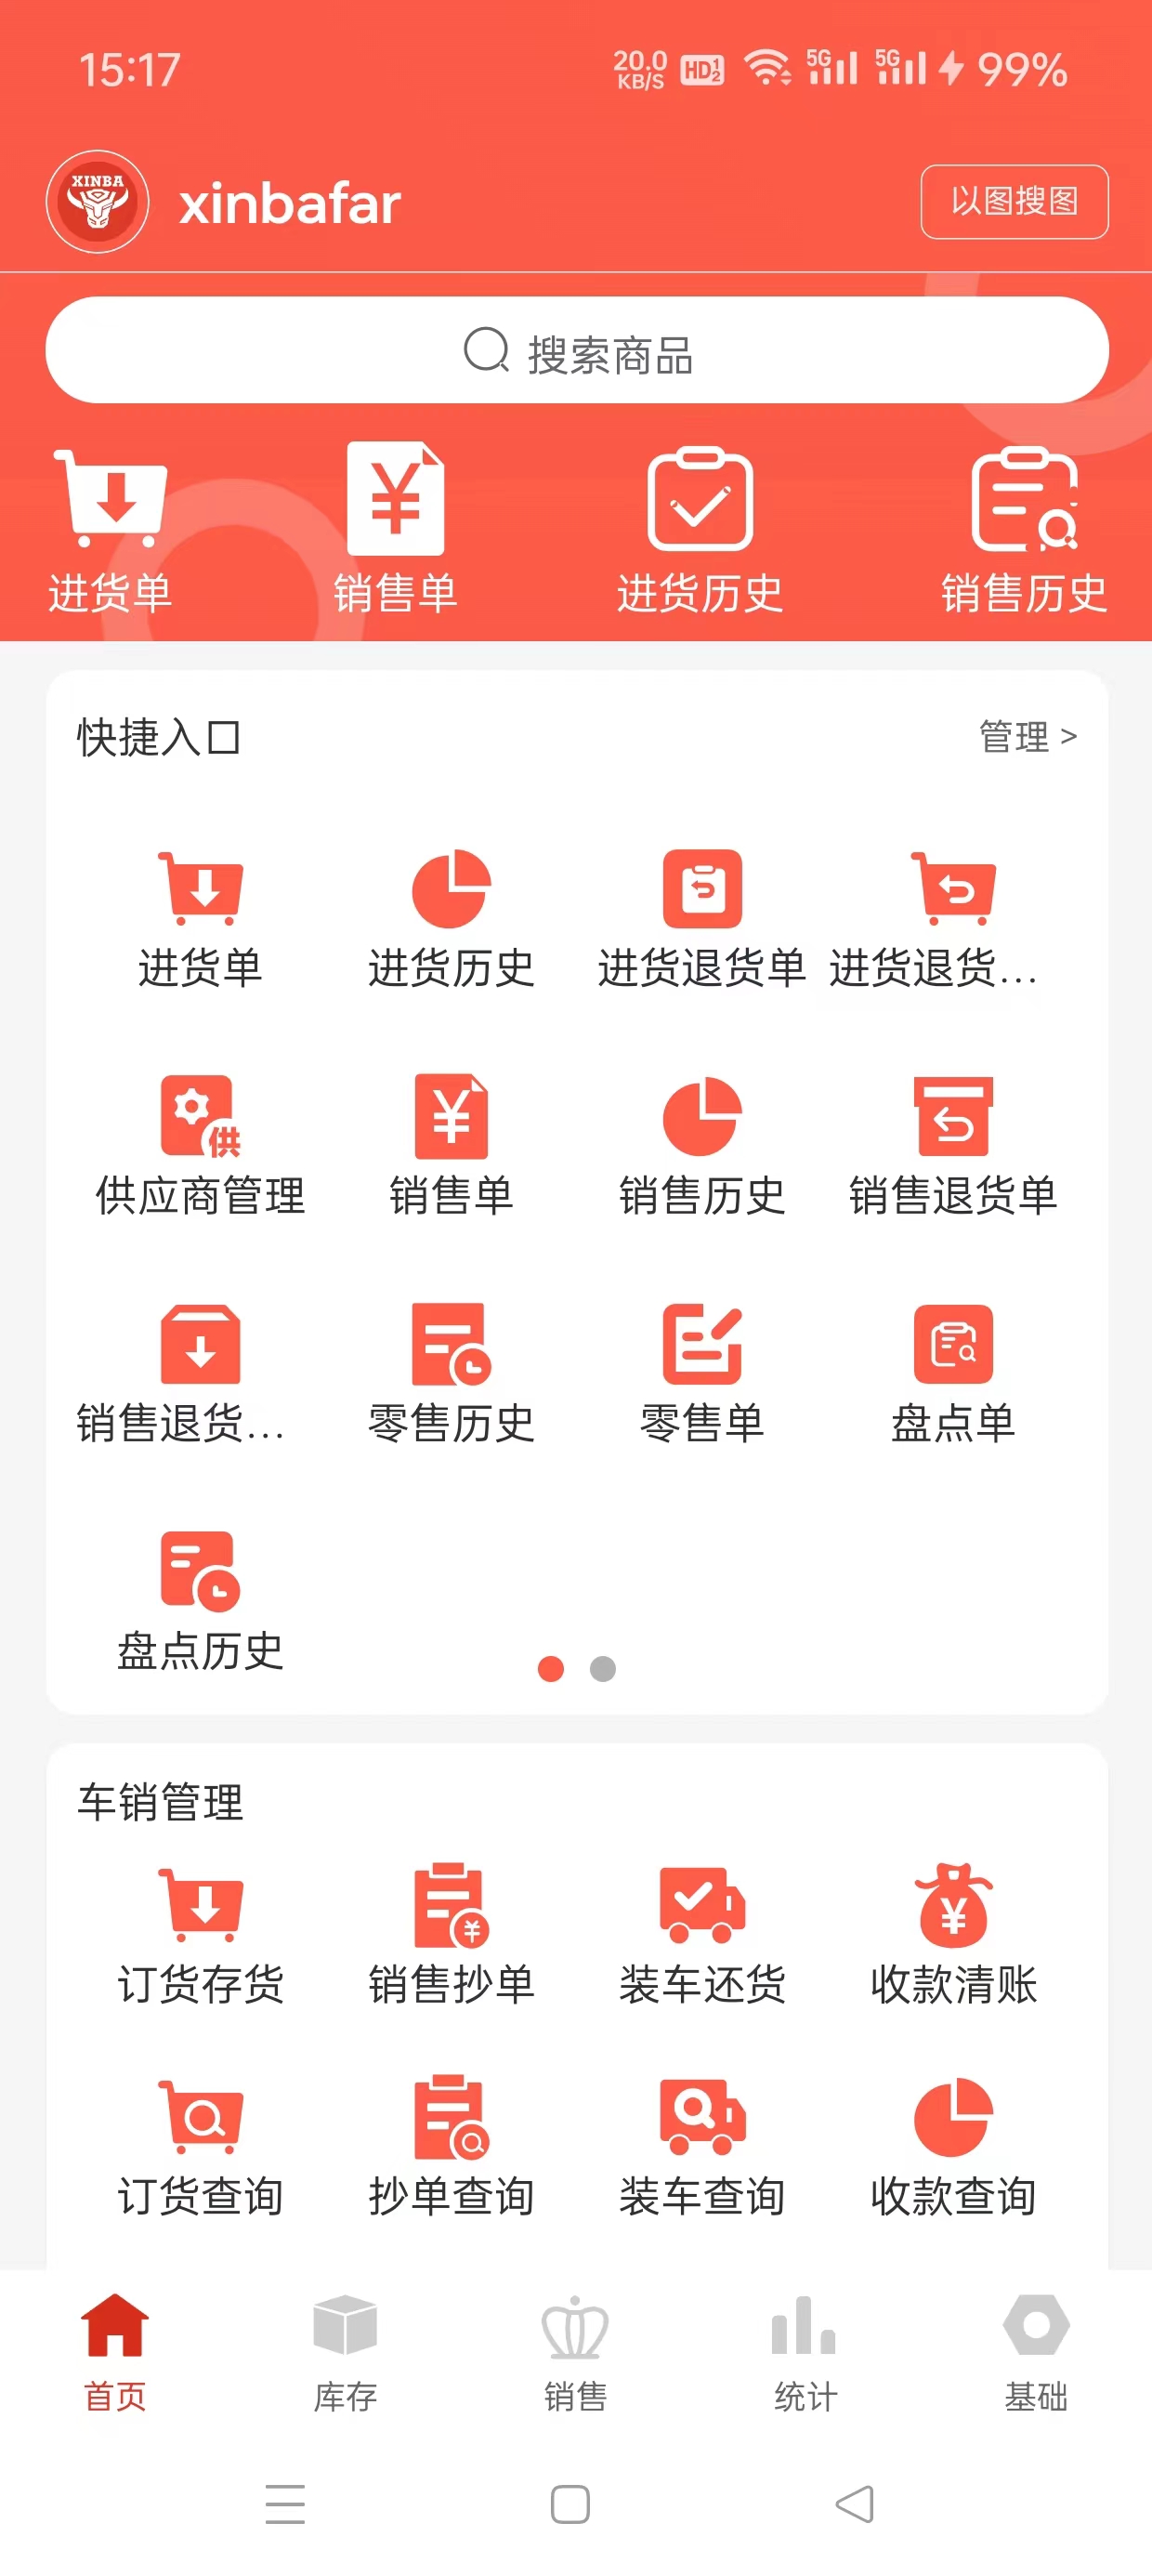 15:17 20.0 KB/S HD 1 2 5G 5G 99%
XINBA
xinbafar 以图搜图
搜索商品
¥
进货单 销售单 进货历史 销售历史
快捷入口 管理 >
进货单 进货历史 进货退货单 进货退货...
供 ¥
供应商管理 销售单 销售历史 销售退货单
销售退货... 零售历史 零售单 盘点单
盘点历史
车销管理
¥ ¥
订货存货 销售抄单 装车还货 收款清账
订货查询 抄单查询 装车查询 收款查询
首页 库存 销售 统计 基础